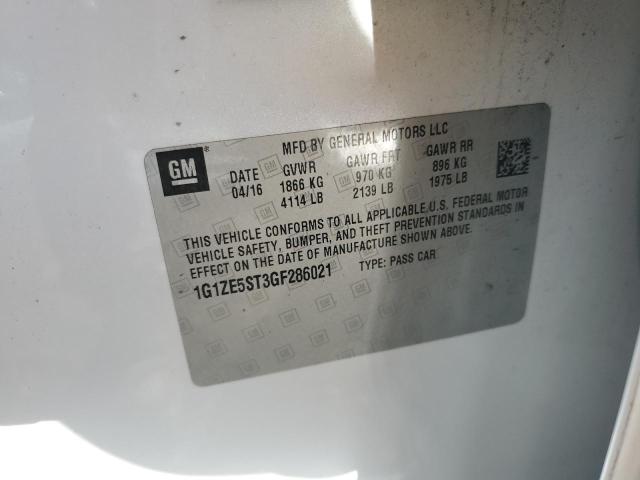 MFD BY GENERAL MOTORS LLC
GM* DATE GVWR GAWR FRT GAWR RR
04/16 1866 KG 970 KG 896 KG
4114 LB 2139 LB 1975 LB
THIS VEHICLE CONFORMS TO ALL APPLICABLE U.S. FEDERAL MOTOR
VEHICLE SAFETY, BUMPER, AND THEFT PREVENTION STANDARDS IN
EFFECT ON THE DATE OF MANUFACTURE SHOWN ABOVE.
1G1ZE5ST3GF286021 TYPE: PASS CAR